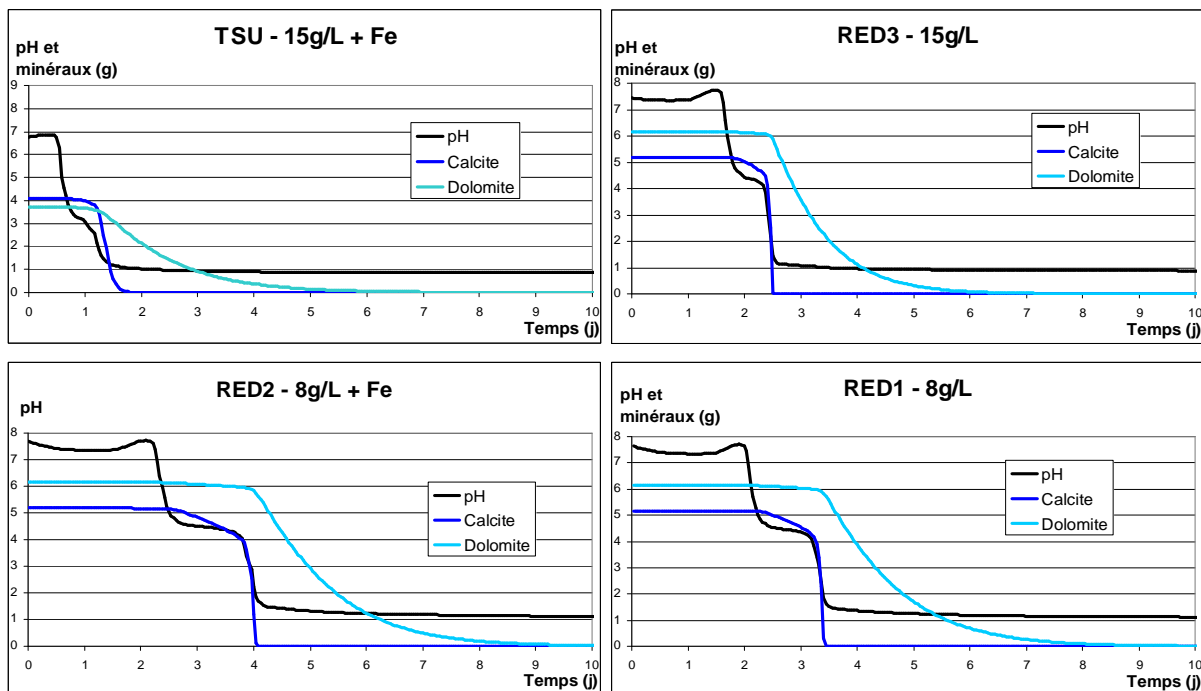 TSU - 15g/L + Fe
pH et
minéraux (g)
9
8
7
6
5
4
3
2
1
0
pH
Calcite
Dolomite
0 1 2 3 4 5 6 7 8 9 10
Temps (j)
RED3 - 15g/L
pH et
minéraux (g)
8
7
6
5
4
3
2
1
0
pH
Calcite
Dolomite
0 1 2 3 4 5 6 7 8 9 10
Temps (j)
RED2 - 8g/L + Fe
pH
8
7
6
5
4
3
2
1
0
pH
Calcite
Dolomite
0 1 2 3 4 5 6 7 8 9 10
Temps (j)
RED1 - 8g/L
pH et
minéraux (g)
8
7
6
5
4
3
2
1
0
pH
Calcite
Dolomite
0 1 2 3 4 5 6 7 8 9 10
Temps (j)